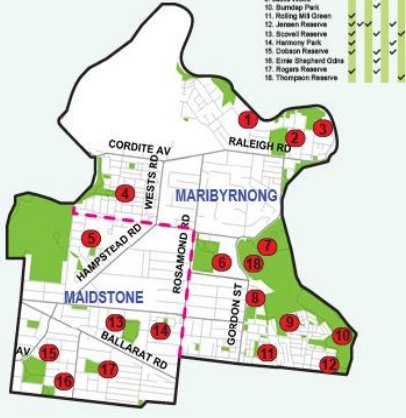 10. Burndap Park
11. Rolling Mill Green
12. Jensen Reserve
13. Scovell Reserve
14. Harmony Park
15. Dobson Reserve
16. Ernie Shepherd Gdns
17. Rogers Reserve
18. Thompson Reserve
1
2
3
CORDITE AV
RALEIGH RD
WESTS RD
4
MARIBYRNONG
5
HAMPSTEAD RD
ROSAMOND RD
6
7
18
MAIDSTONE
GORDON ST
8
13
14
9
BALLARAT RD
10
AV
15
11
16
17
12